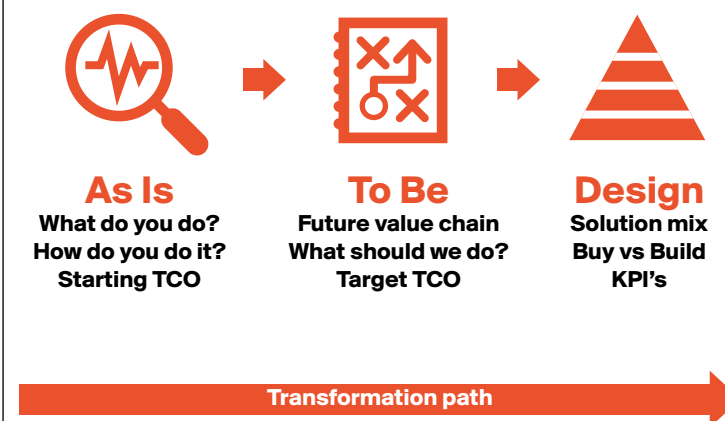 As Is
What do you do?
How do you do it?
Starting TCO
To Be
Future value chain
What should we do?
Target TCO
Design
Solution mix
Buy vs Build
KPI's
Transformation path